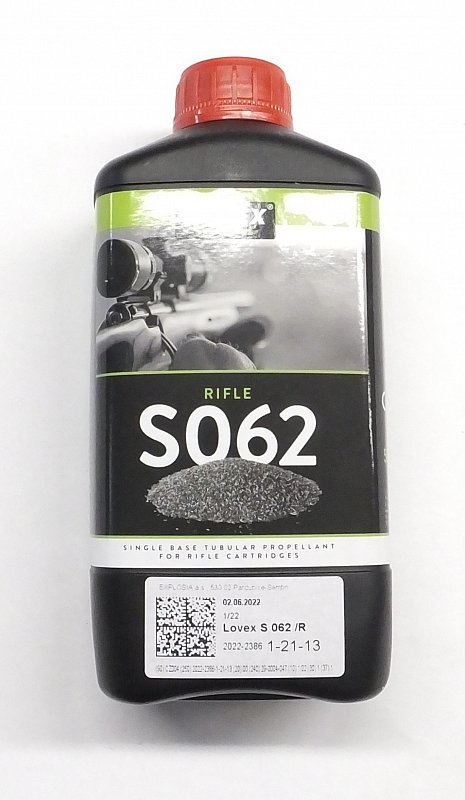 RIFLE
S062
SINGLE BASE TUBULAR PROPELLANT
FOR RIFLE CARTRIDGES
02.06.2022
1/22
Lovex S 062 /R
2022-2386 1-21-13